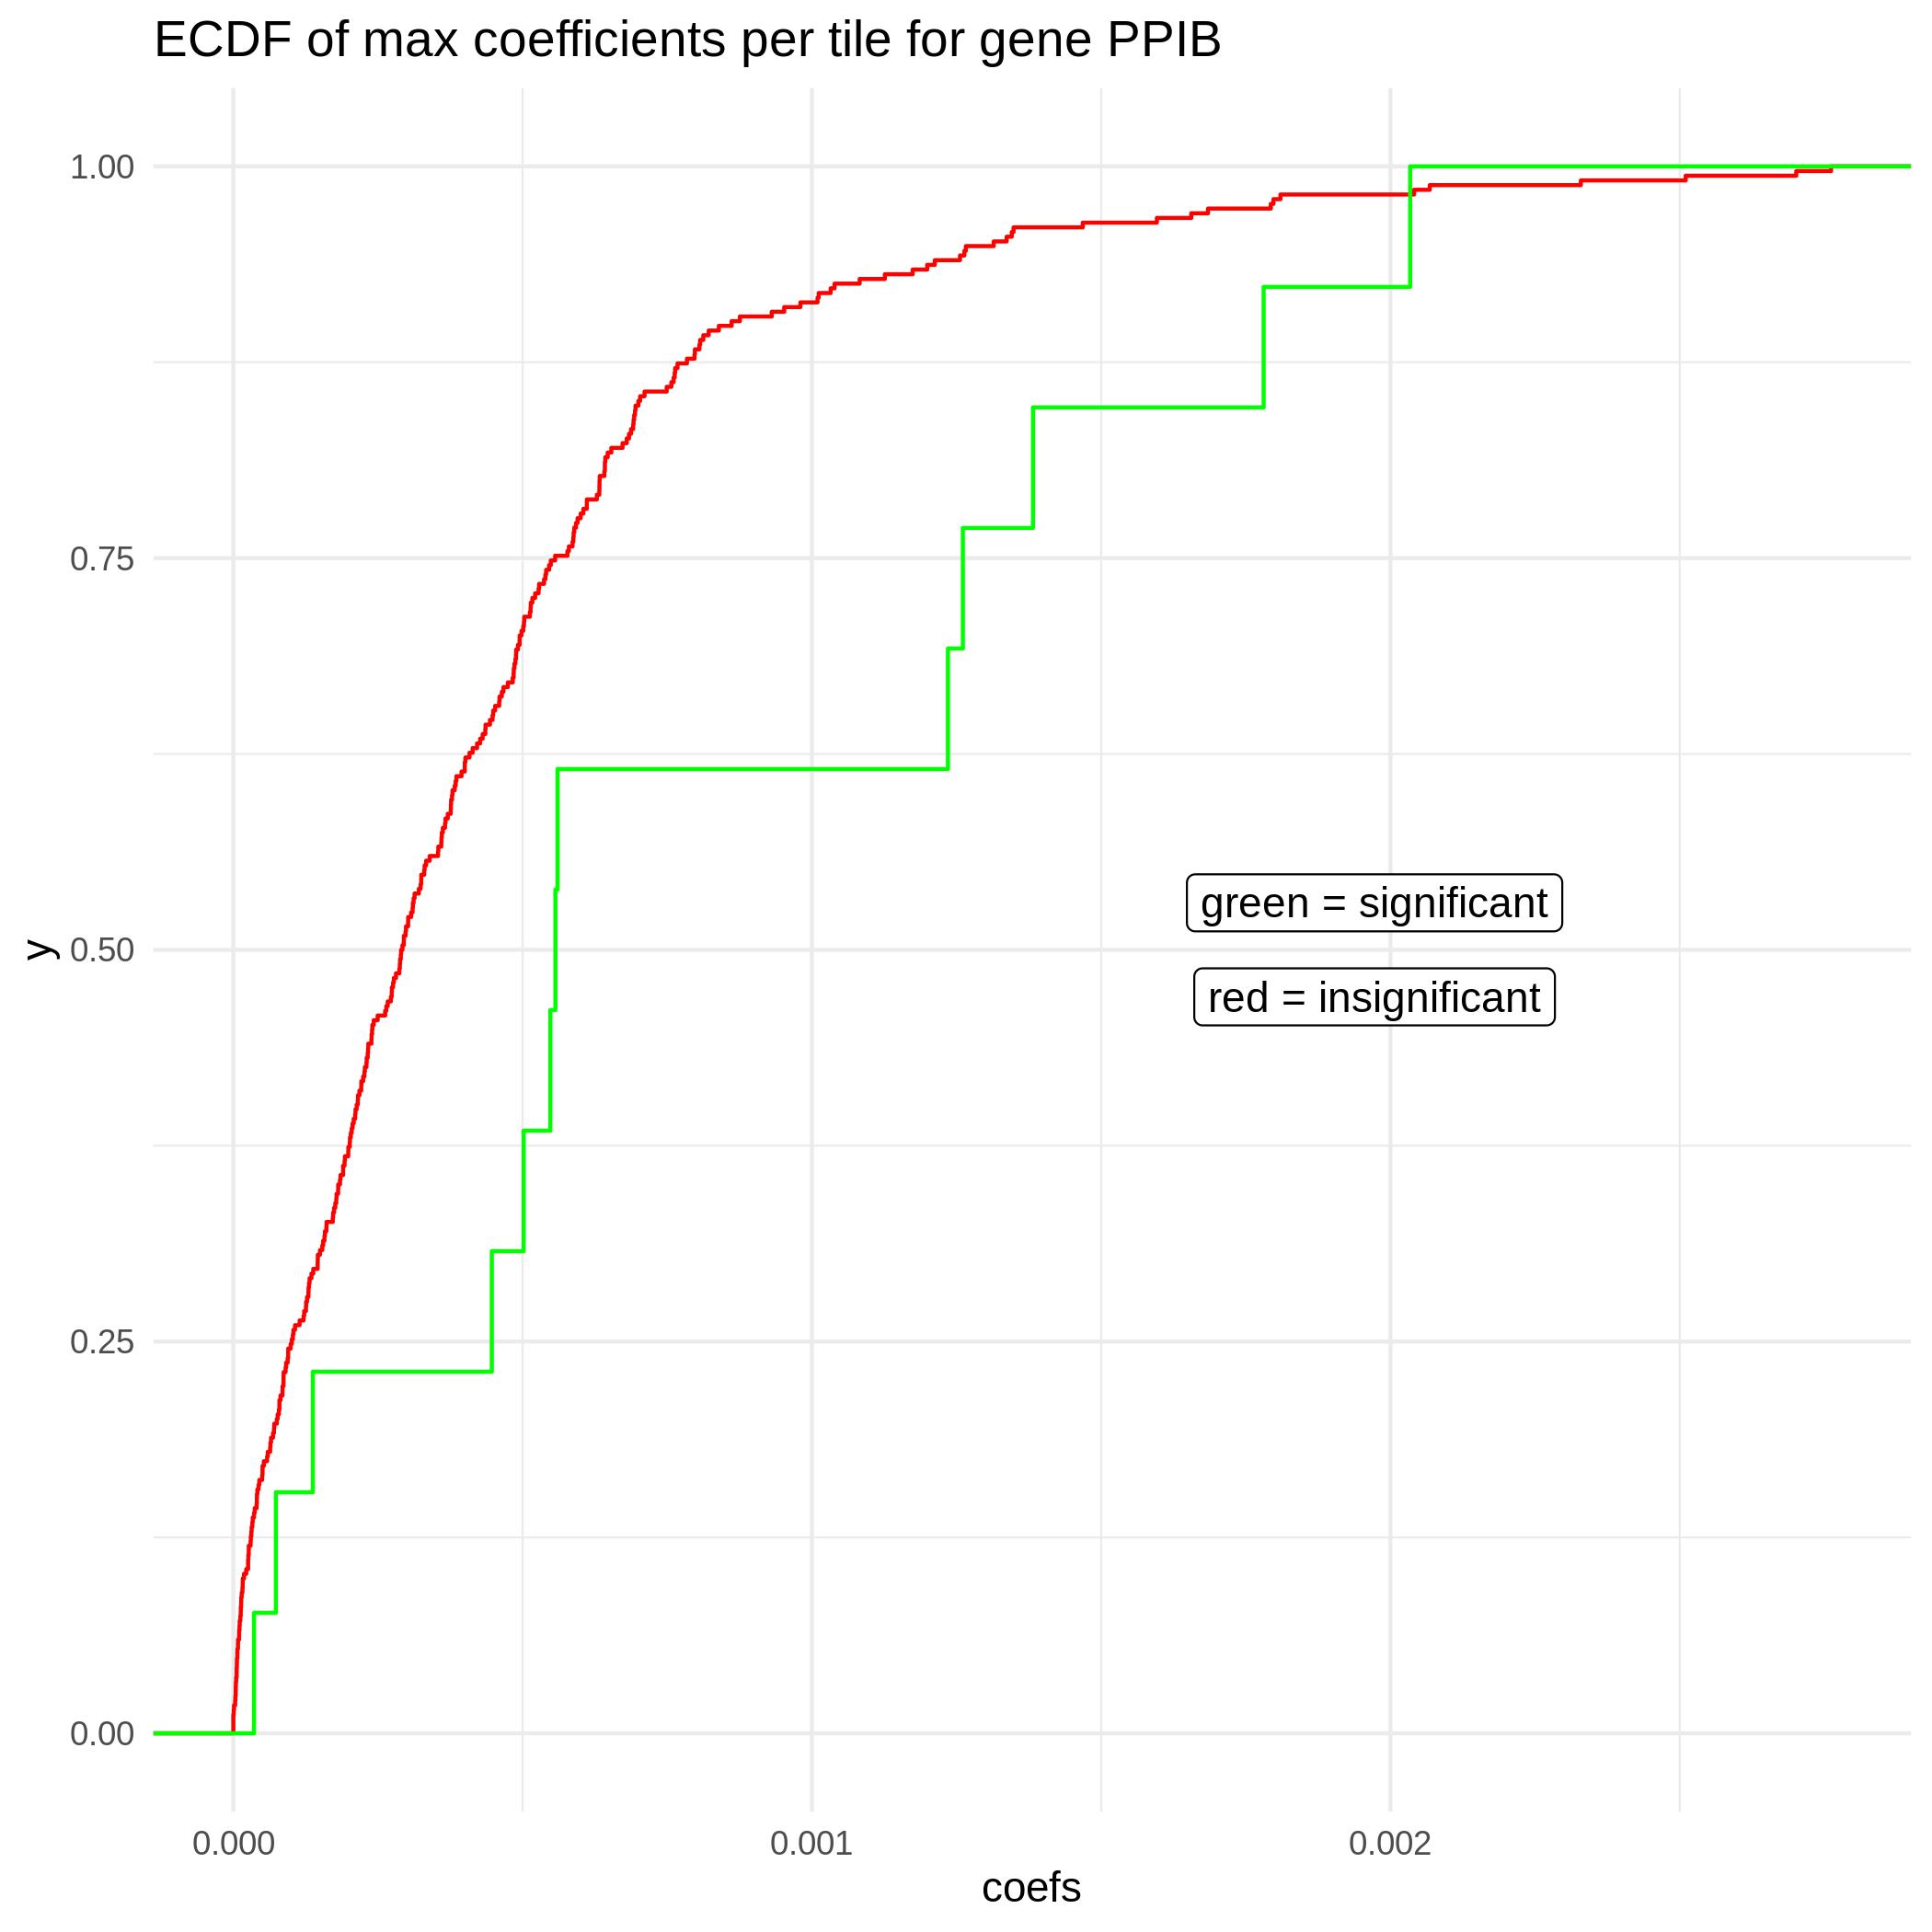 ECDF of max coefficients per tile for gene PPIB
1.00
0.75
0.50
0.25
0.00
y
green = significant
red = insignificant
0.000 0.001 0.002
coefs